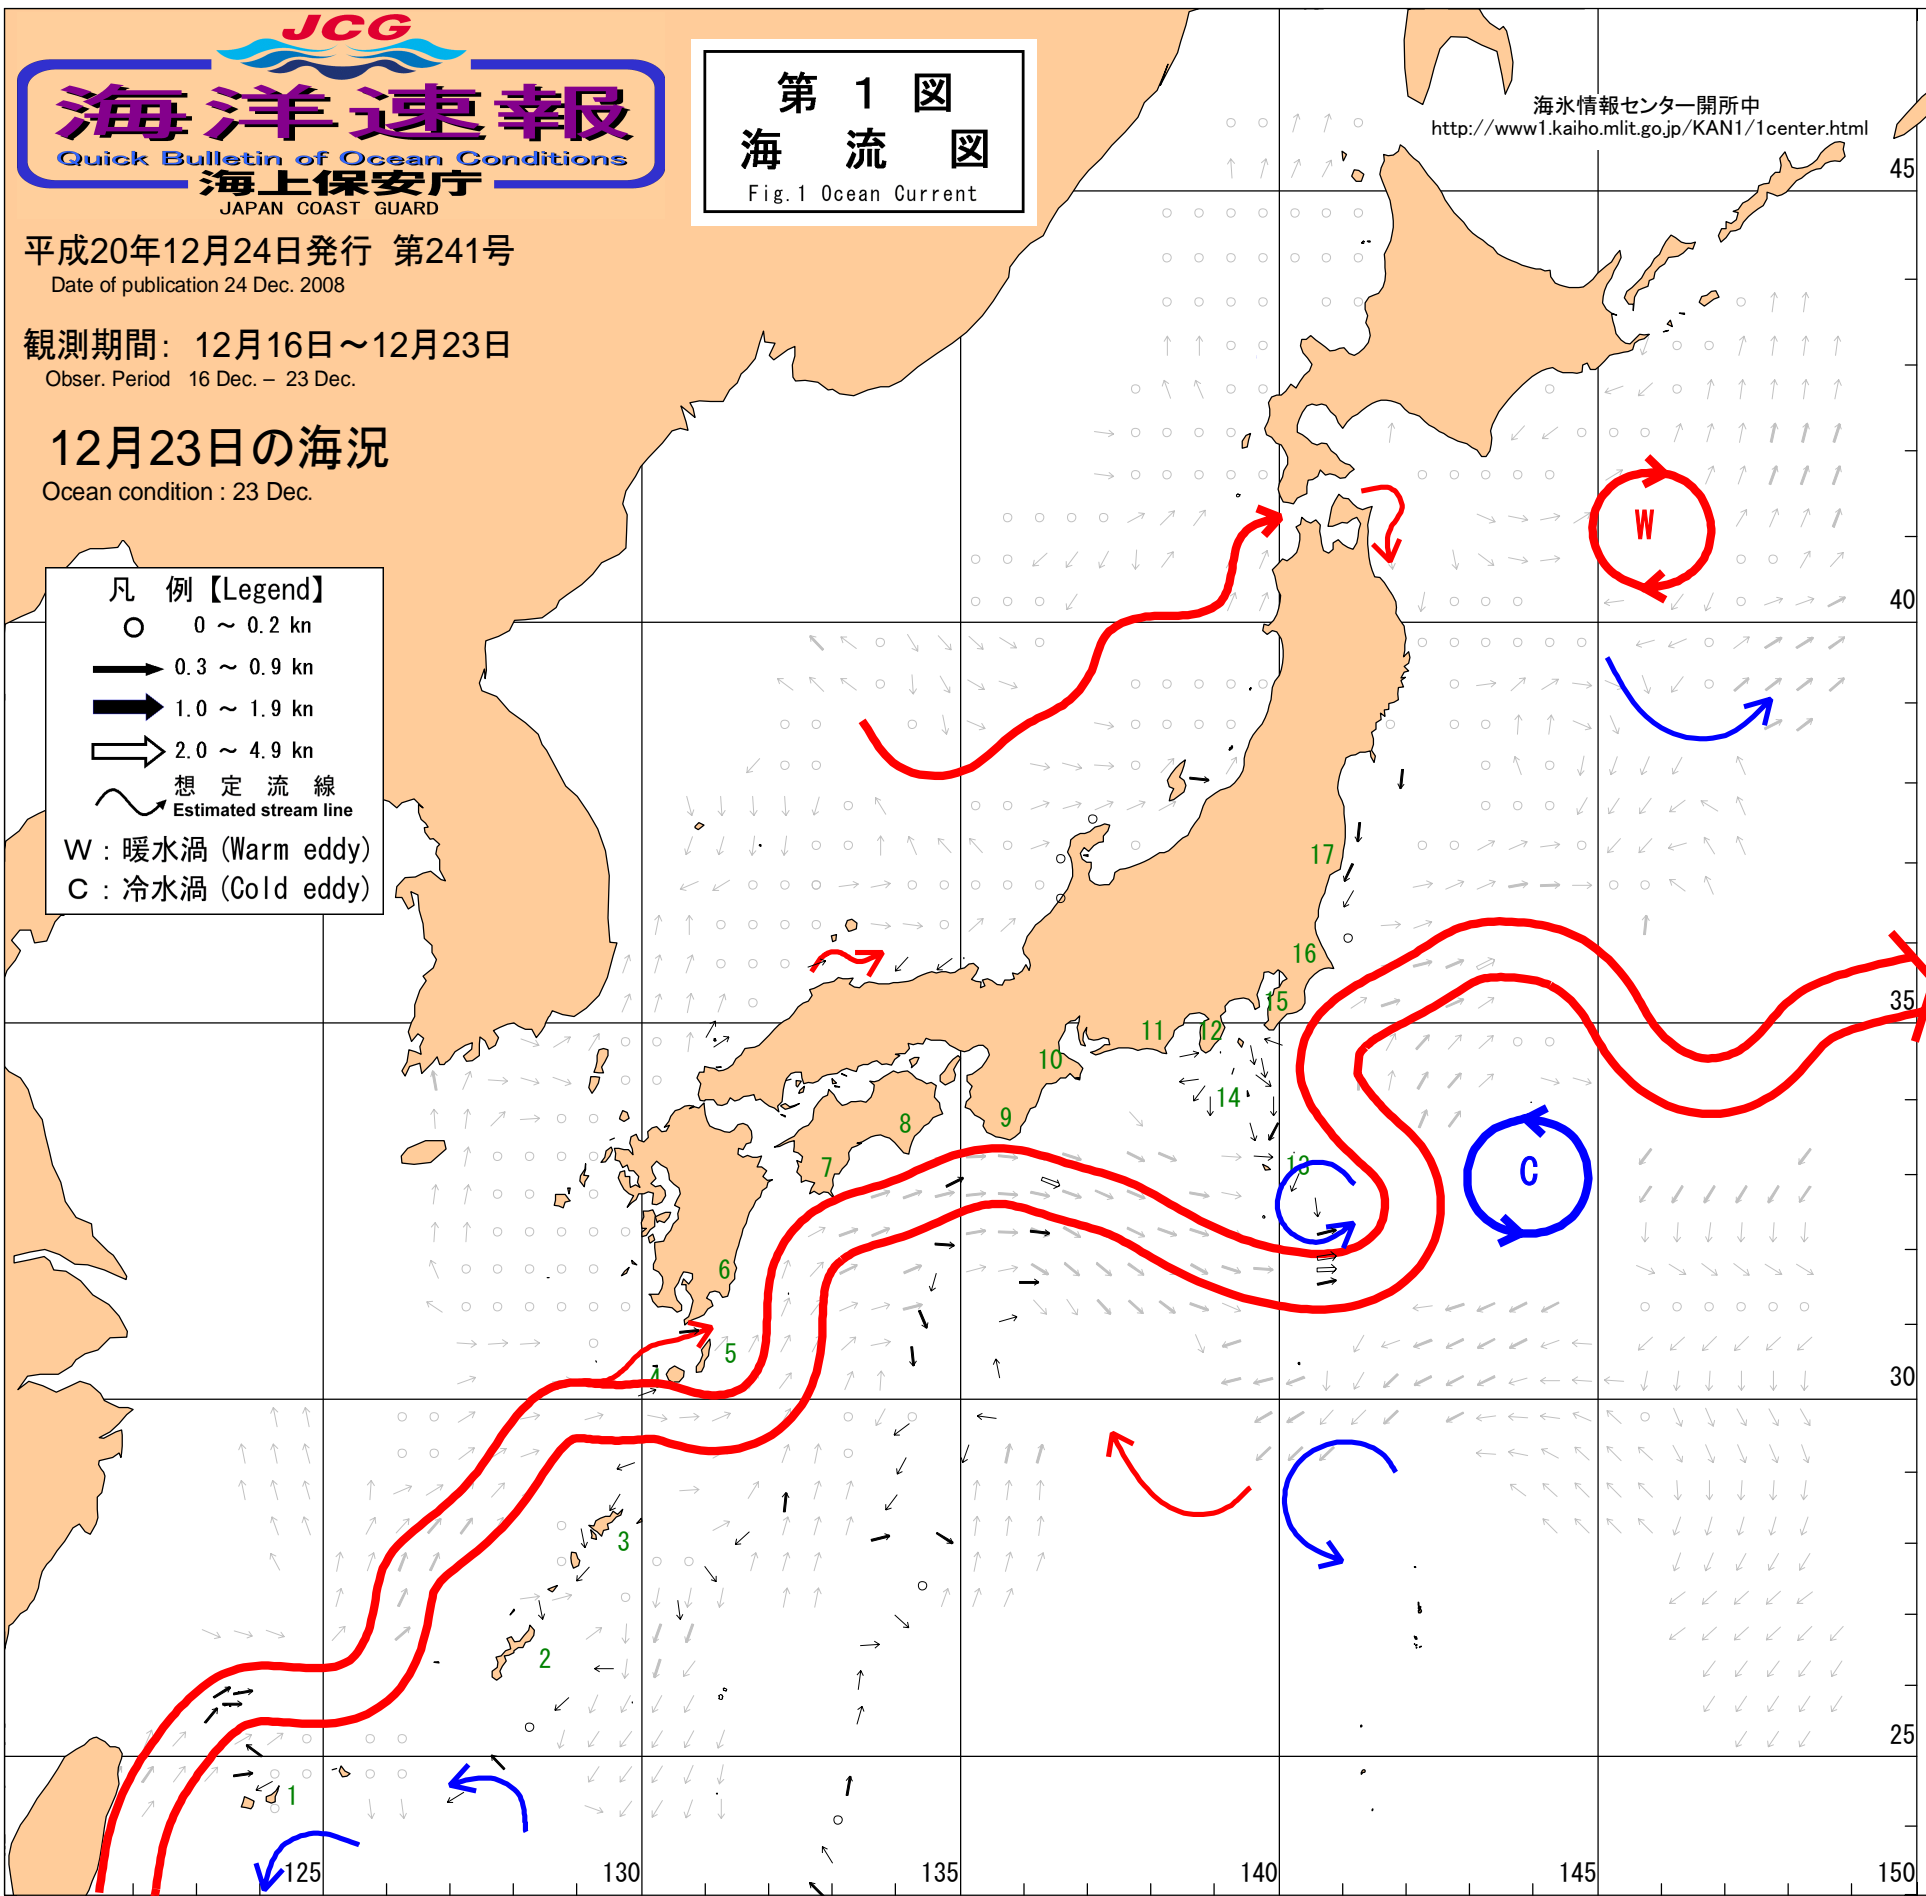 JCG
海洋速報
Quick Bulletin of Ocean Conditions
海上保安庁
JAPAN COAST GUARD
第 1 図
海 流 図
Fig.1 Ocean Current
海氷情報センター開所中
http://www1.kaiho.mlit.go.jp/KAN1/1center.html
平成20年12月24日発行 第241号
Date of publication 24 Dec. 2008
観測期間: 12月16日～12月23日
Obser. Period 16 Dec. – 23 Dec.
12月23日の海況
Ocean condition : 23 Dec.
凡 例【Legend】
0 ～ 0.2 kn
0.3 ～ 0.9 kn
1.0 ～ 1.9 kn
2.0 ～ 4.9 kn
想 定 流 線
Estimated stream line
W : 暖水渦 (Warm eddy)
C : 冷水渦 (Cold eddy)
45
W
40
17
16
35
15
12
11
10
14
9
8
7
13
C
6
5
4
30
3
2
25
1
125
130
135
140
145
150